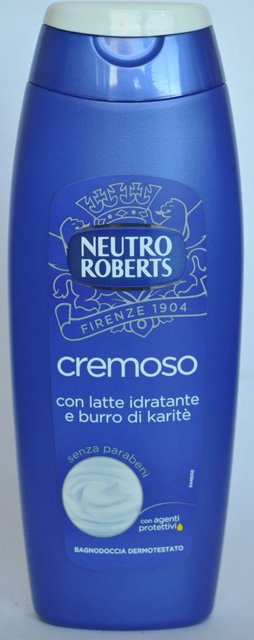 NEUTRO
ROBERTS
FIRENZE 1904
cremoso
con latte idratante
e burro di karitè
senza parabeni
con agenti
protettivi
BAGNODOCCIA DERMOTESTATO